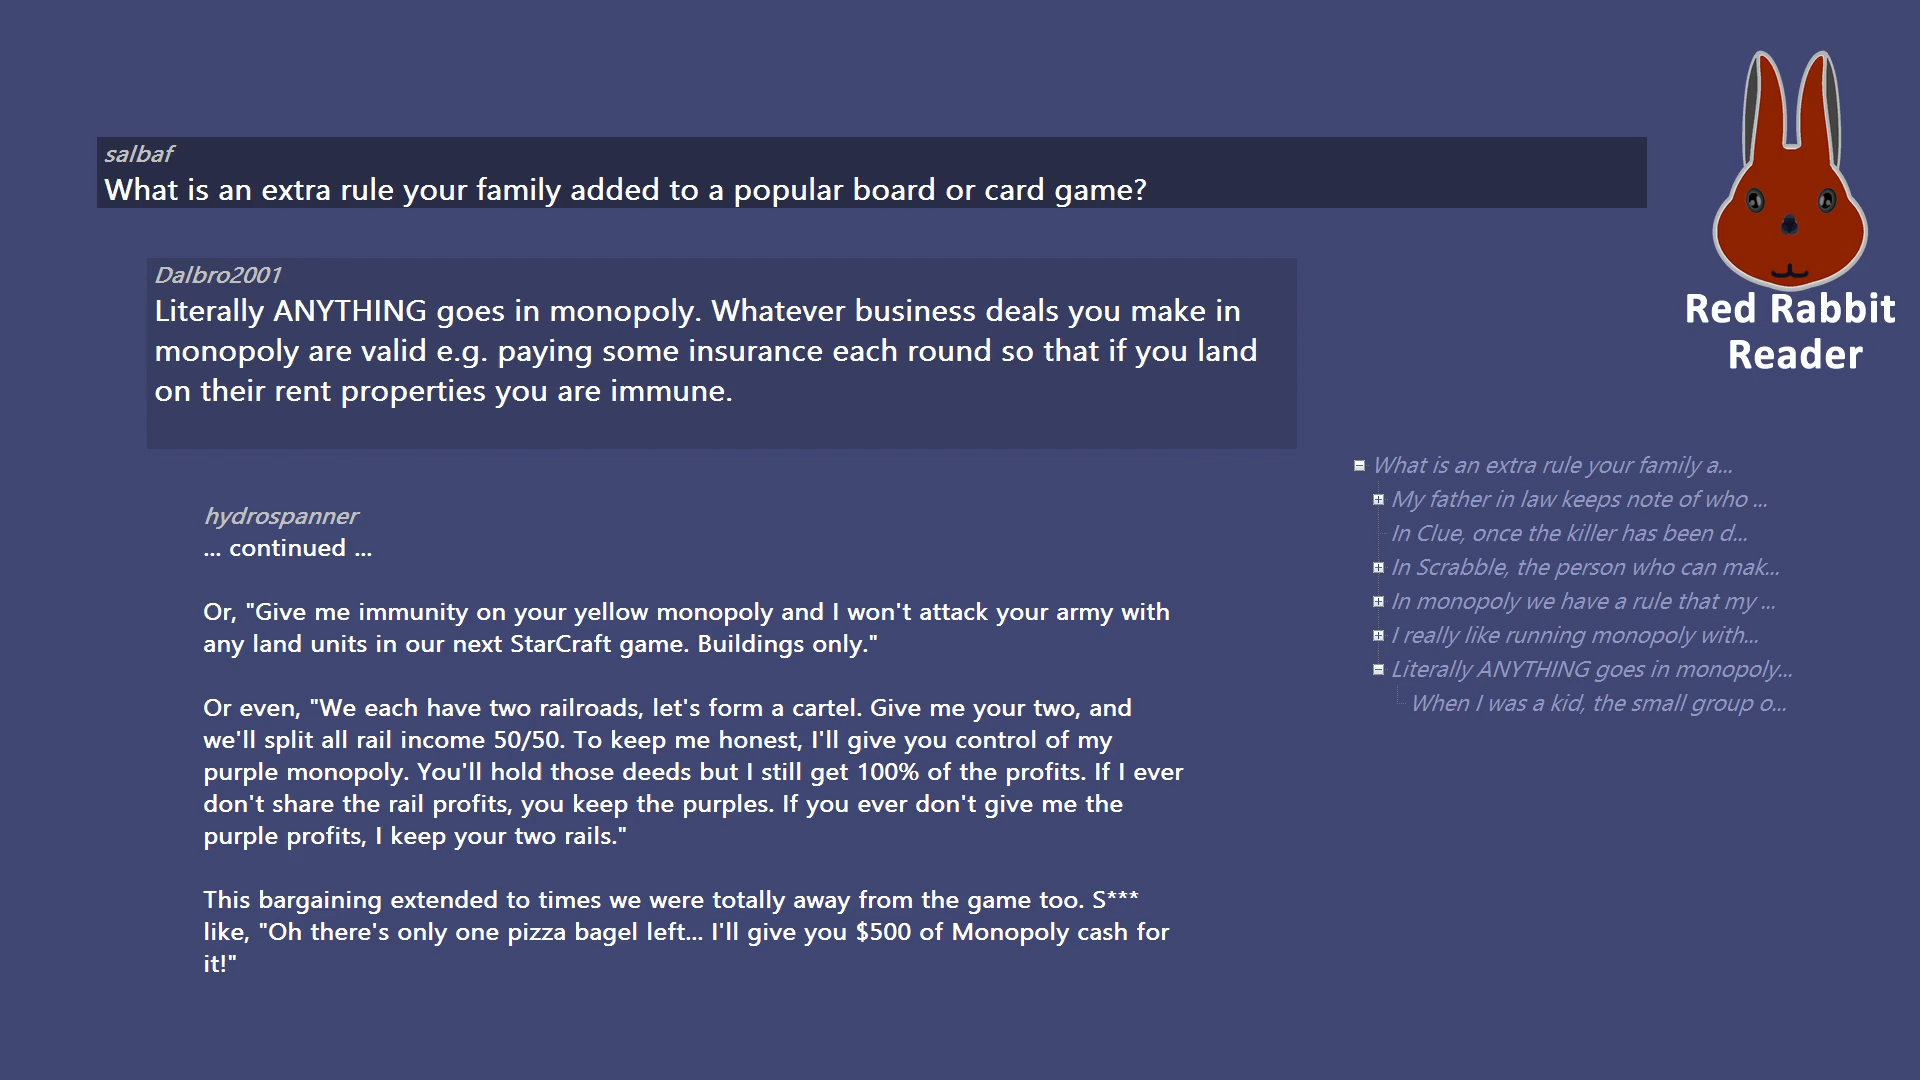 salbaf
What is an extra rule your family added to a popular board or card game?
Dalbro2001
Literally ANYTHING goes in monopoly. Whatever business deals you make in
monopoly are valid e.g. paying some insurance each round so that if you land
on their rent properties you are immune.
hydrospanner
... continued ...
Or, "Give me immunity on your yellow monopoly and I won't attack your army with
any land units in our next StarCraft game. Buildings only."
Or even, "We each have two railroads, let's form a cartel. Give me your two, and
we'll split all rail income 50/50. To keep me honest, I'll give you control of my
purple monopoly. You'll hold those deeds but I still get 100% of the profits. If I ever
don't share the rail profits, you keep the purples. If you ever don't give me the
purple profits, I keep your two rails."
This bargaining extended to times we were totally away from the game too. S***
like, "Oh there's only one pizza bagel left... I'll give you $500 of Monopoly cash for
it!"
Red Rabbit
Reader
What is an extra rule your family a...
My father in law keeps note of who ...
In Clue, once the killer has been d...
In Scrabble, the person who can mak...
In monopoly we have a rule that my ...
I really like running monopoly with...
Literally ANYTHING goes in monopoly...
When I was a kid, the small group o...